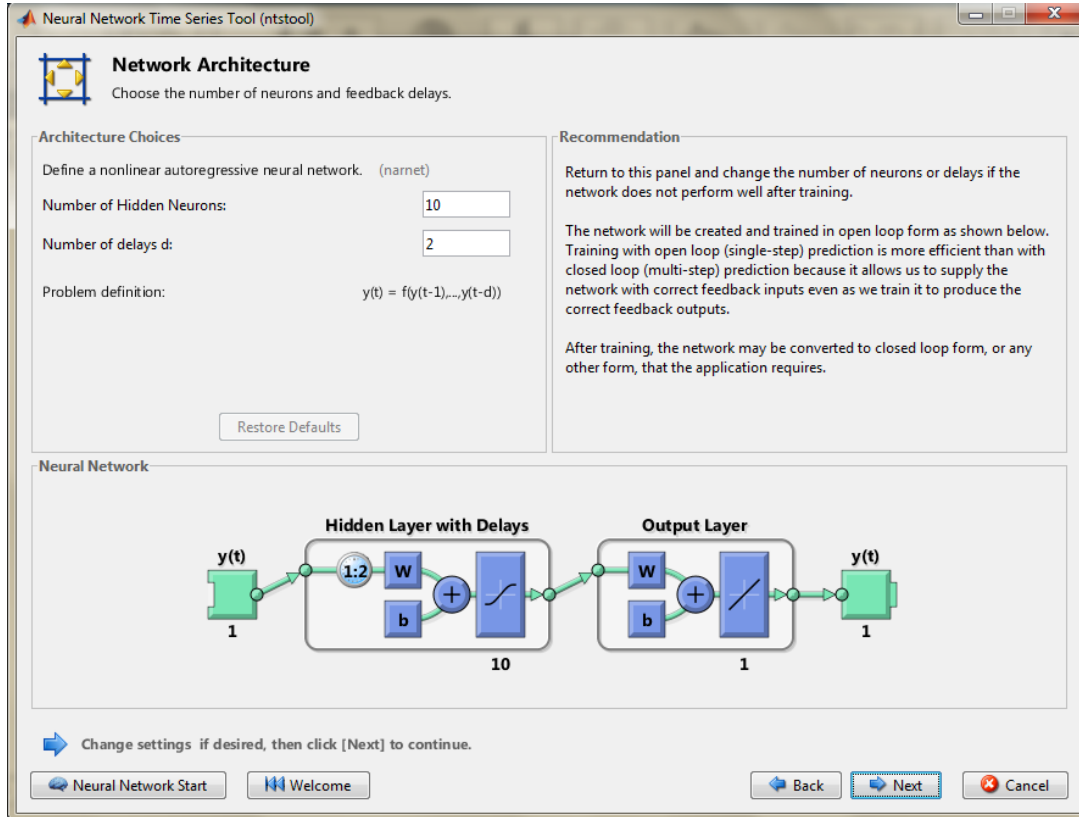 Neural Network Time Series Tool (ntstool)
Network Architecture
Choose the number of neurons and feedback delays.
Architecture Choices
Define a nonlinear autoregressive neural network. (narnet)
Number of Hidden Neurons: 10
Number of delays d: 2
Problem definition: y(t) = f(y(t-1),...,y(t-d))
Restore Defaults
Recommendation
Return to this panel and change the number of neurons or delays if the
network does not perform well after training.
The network will be created and trained in open loop form as shown below.
Training with open loop (single-step) prediction is more efficient than with
closed loop (multi-step) prediction because it allows us to supply the
network with correct feedback inputs even as we train it to produce the
correct feedback outputs.
After training, the network may be converted to closed loop form, or any
other form, that the application requires.
Neural Network
Hidden Layer with Delays Output Layer
y(t) y(t)
1:2 W W
b b
1 1
10 1
Change settings if desired, then click [Next] to continue.
Neural Network Start Welcome Back Next Cancel